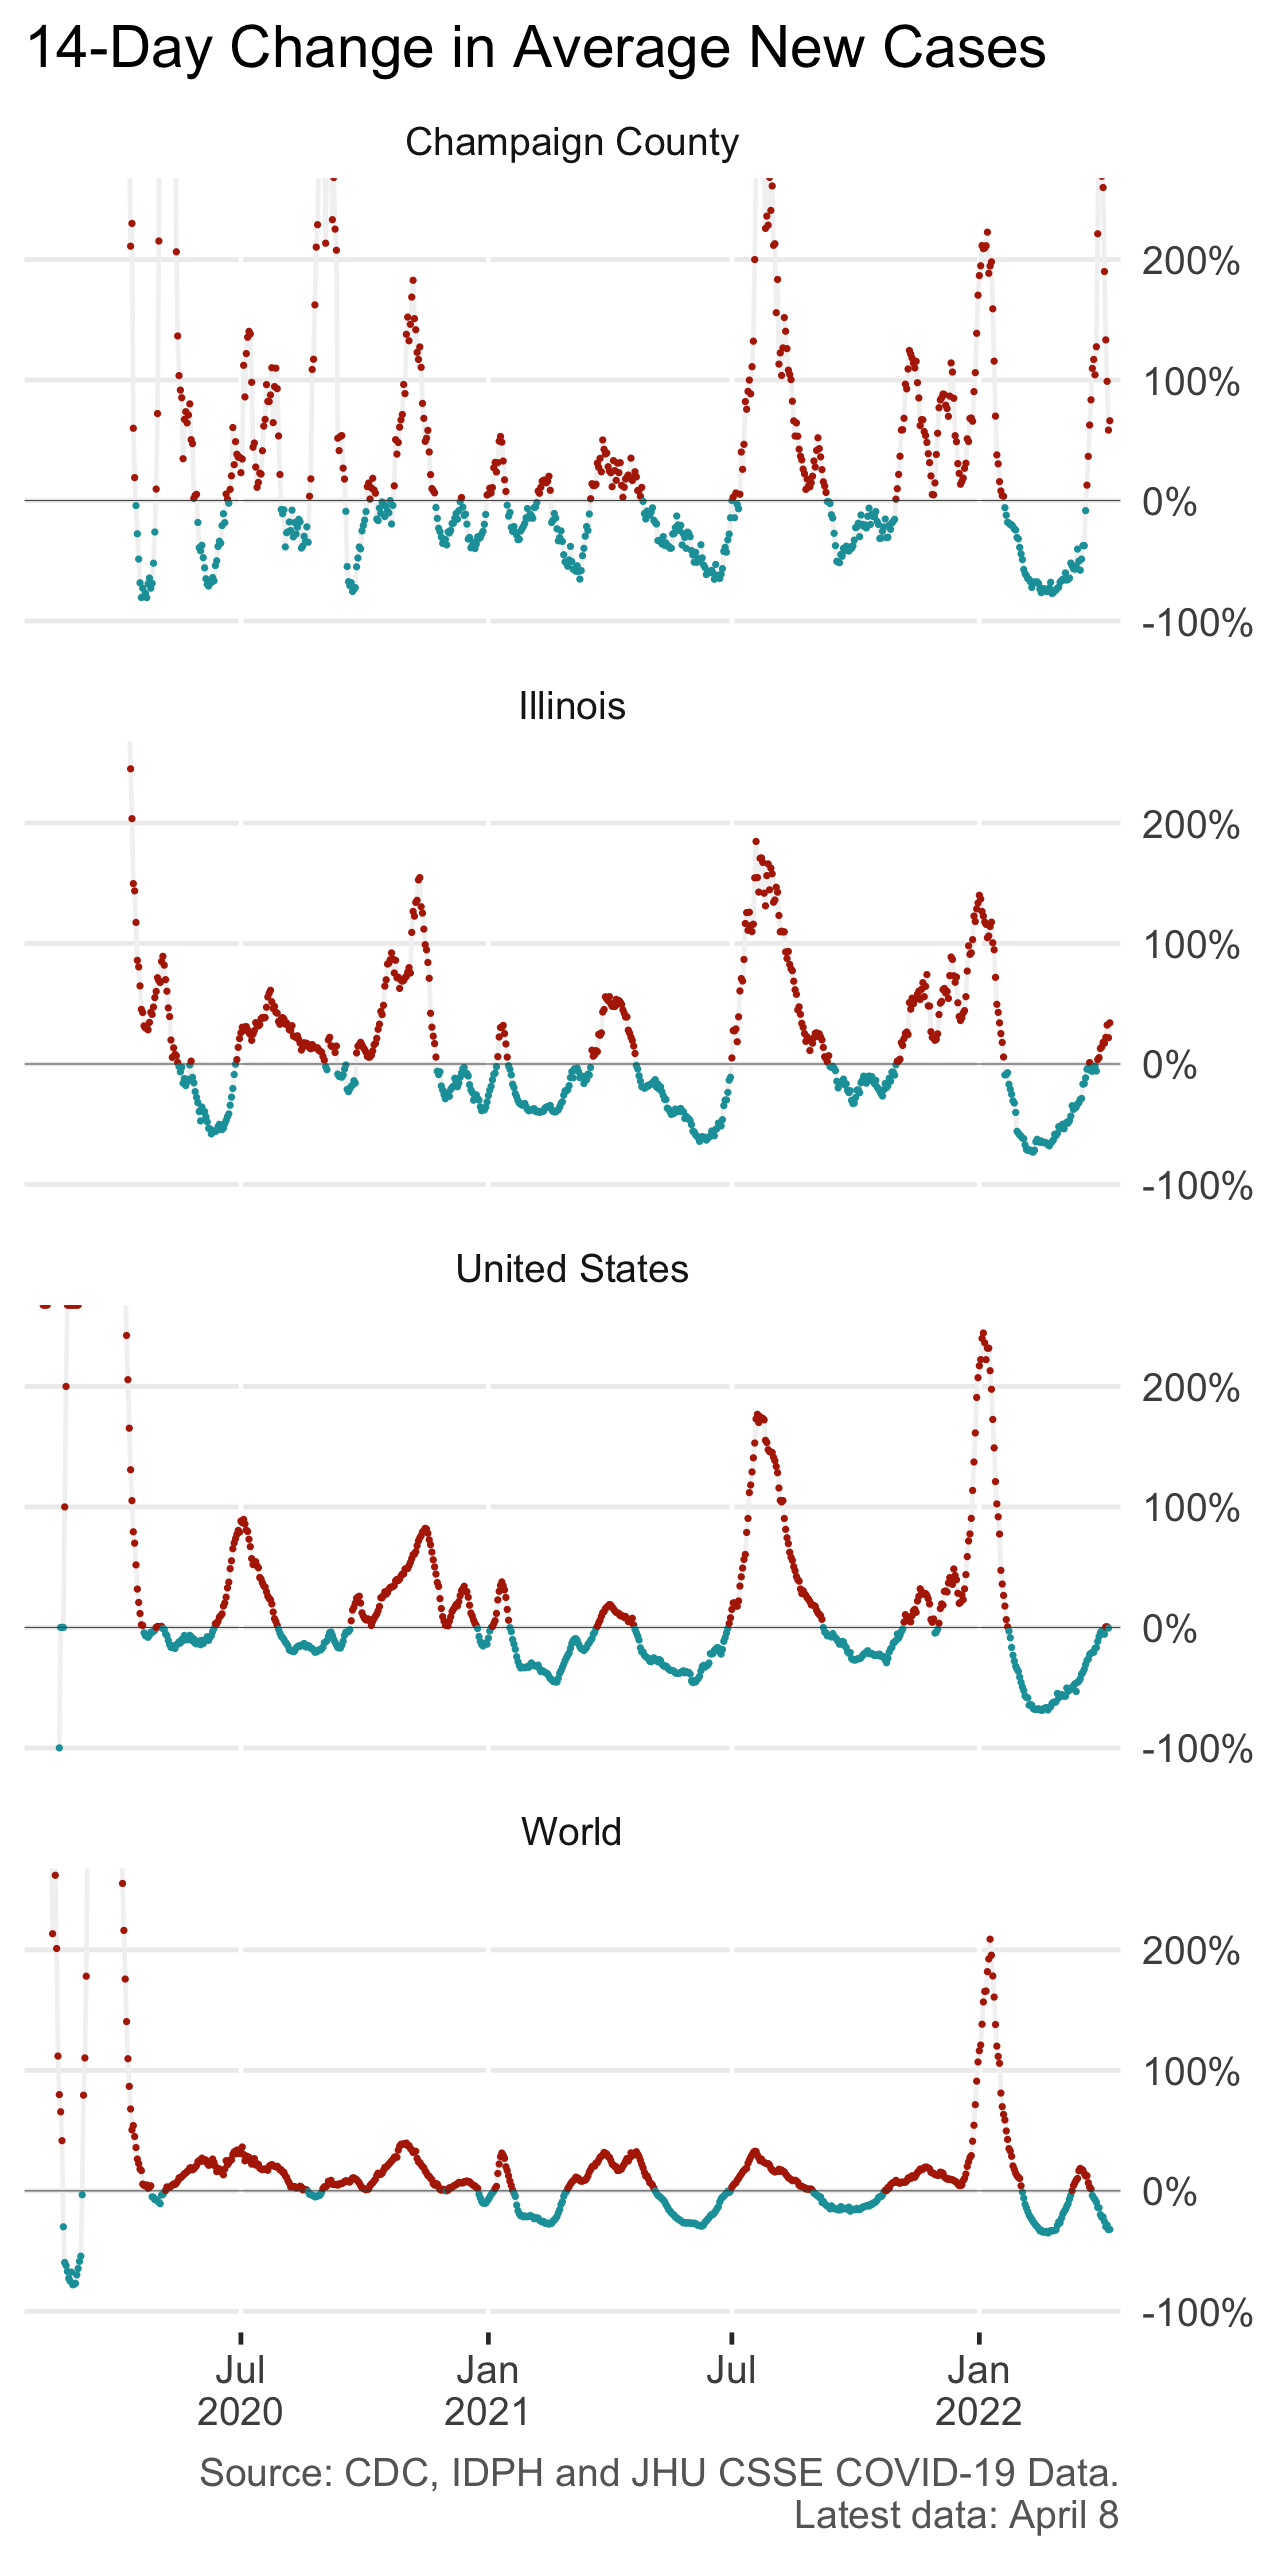 14-Day Change in Average New Cases
Champaign County
200%
100%
0%
-100%
Illinois
200%
100%
0%
-100%
United States
200%
100%
0%
-100%
World
200%
100%
0%
-100%
Jul Jan Jul Jan
2020 2021 2022
Source: CDC, IDPH and JHU CSSE COVID-19 Data.
Latest data: April 8